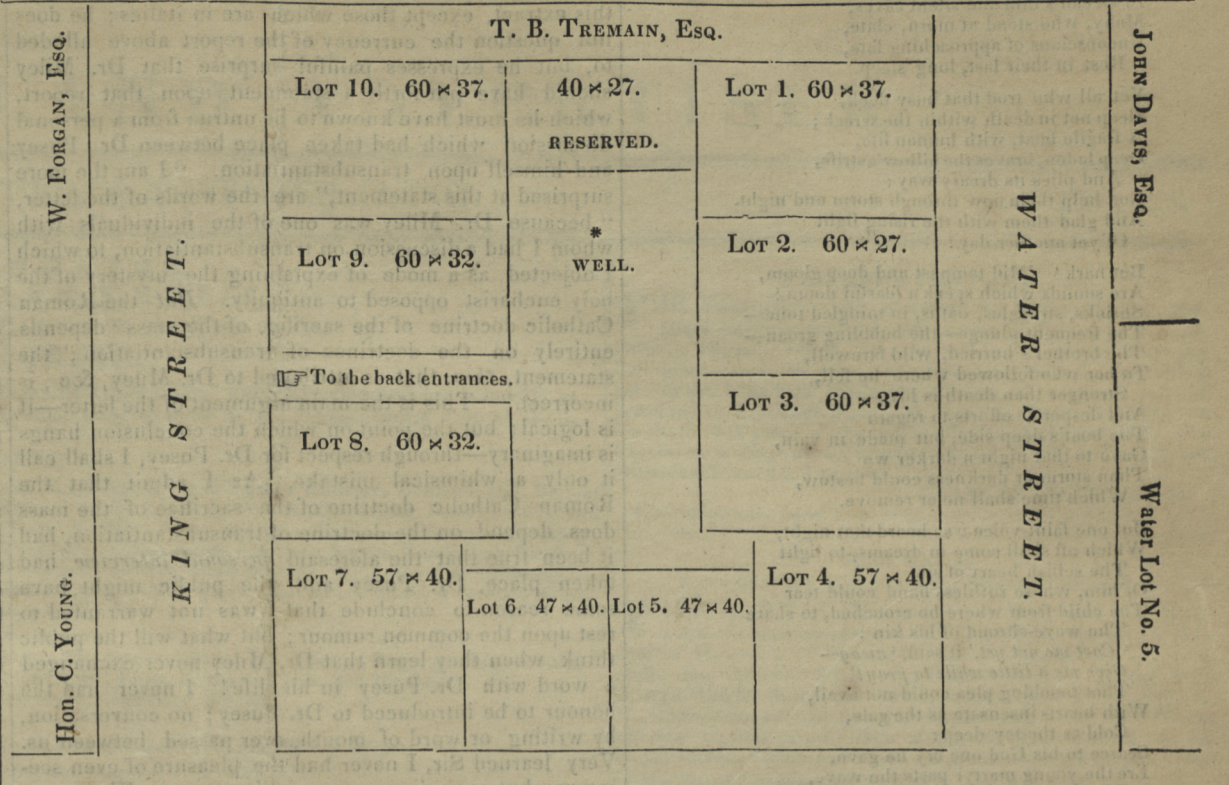 T. B. TREMAIN, ESQ.
W. FORGAN, ESQ.
HON. C YOUNG.
KING STREET.
LOT 10. 60 × 37.
40 × 27.
RESERVED.
LOT 1. 60 × 37.
LOT 9. 60 × 32.
*
WELL.
LOT 2. 60 × 27.
☞ To the back entrances.
LOT 8. 60 × 32.
LOT 3. 60 × 37.
LOT 7. 57 × 40.
Lot 6. 47 × 40.
Lot 5. 47 × 40.
LOT 4. 57 × 40.
WATER STREET.
JOHN DAVIS, ESQ.
Water Lot No. 5.